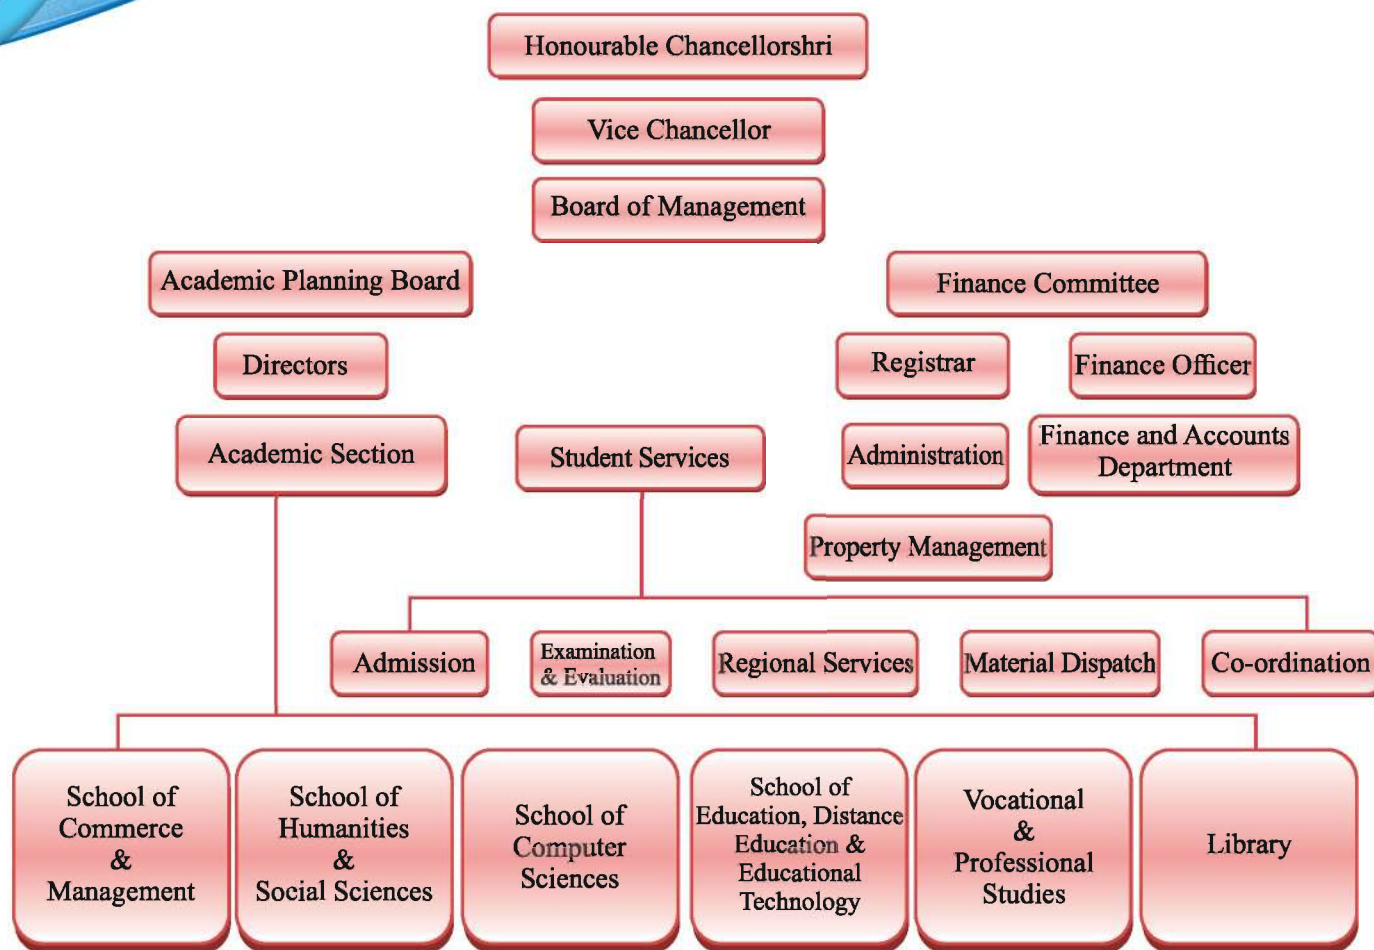 Honourable Chancellorshri
Vice Chancellor
Board of Management
Academic Planning Board
Finance Committee
Directors
Registrar
Finance Officer
Academic Section
Student Services
Administration
Finance and Accounts
Department
Property Management
Admission
Examination
& Evaluation
Regional Services
Material Dispatch
Co-ordination
School of
Commerce
&
Management
School of
Humanities
&
Social Sciences
School of
Computer
Sciences
School of
Education, Distance
Education &
Educational
Technology
Vocational
&
Professional
Studies
Library